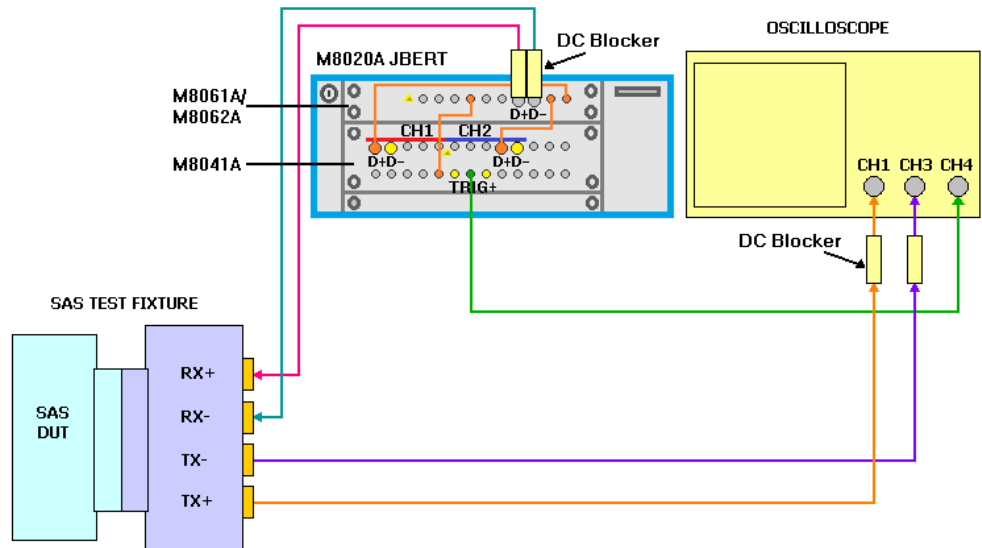 OSCILLOSCOPE
DC Blocker
M8020A JBERT
M8061A/
M8062A
D+D-
CH1 CH2
M8041A
D+D- D+D-
TRIG+
CH1 CH3 CH4
DC Blocker
SAS TEST FIXTURE
RX+
RX-
SAS
DUT
TX-
TX+